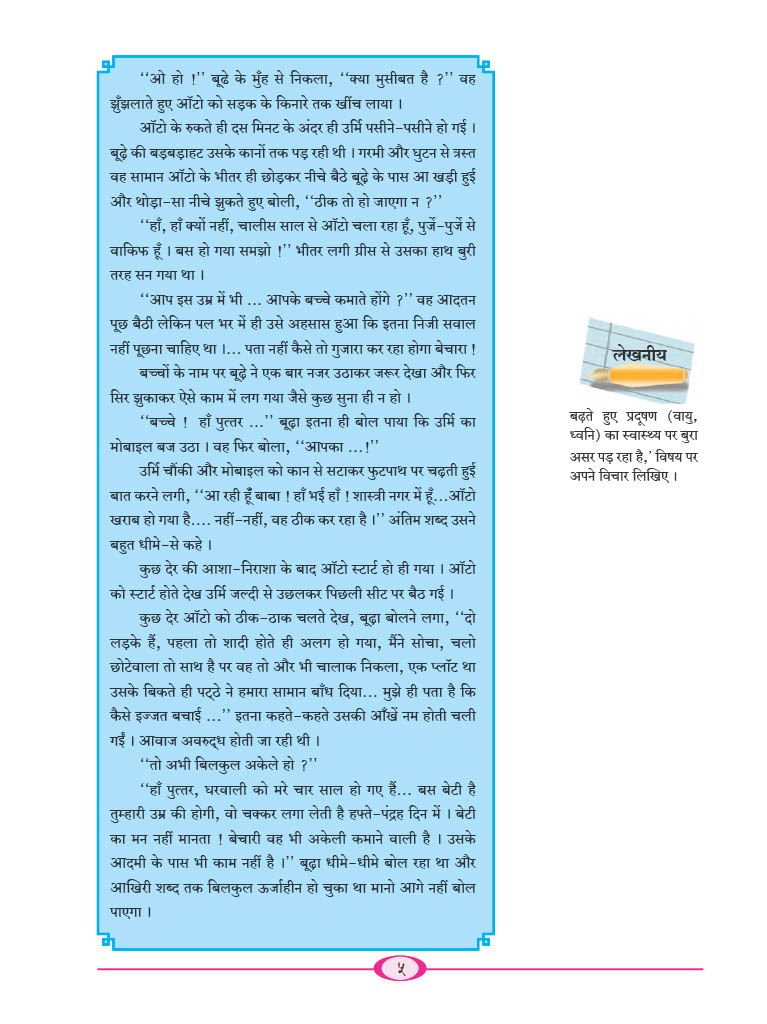 ‘‘ओ हो !’’ बूढ़े के मुँह से निकला, ‘‘क्या मुसीबत है ?’’ वह
झुँझलाते हुए ऑटो को सड़क के किनारे तक खींच लाया ।
ऑटो के रुकते ही दस मिनट के अंदर ही उर्मि पसीने-पसीने हो गई ।
बूढ़े की बड़बड़ाहट उसके कानों तक पड़ रही थी । गरमी और घुटन से त्रस्त
वह सामान ऑटो के भीतर ही छोड़कर नीचे बैठे बूढ़े के पास आ खड़ी हुई
और थोड़ा-सा नीचे झुकते हुए बोली, ‘‘ठीक तो हो जाएगा न ?’’
‘‘हाँ, हाँ क्यों नहीं, चालीस साल से ऑटो चला रहा हूँ, पुर्जे-पुर्जे से
वाकिफ हूँ । बस हो गया समझो !’’ भीतर लगी ग्रीस से उसका हाथ बुरी
तरह सन गया था ।
‘‘आप इस उम्र में भी ... आपके बच्चे कमाते होंगे ?’’ वह आदतन
पूछ बैठी लेकिन पल भर में ही उसे अहसास हुआ कि इतना निजी सवाल
नहीं पूछना चाहिए था ।... पता नहीं कैसे तो गुजारा कर रहा होगा बेचारा !
बच्चों के नाम पर बूढ़े ने एक बार नजर उठाकर जरूर देखा और फिर
सिर झुकाकर ऐसे काम में लग गया जैसे कुछ सुना ही न हो ।
‘‘बच्चे ! हाँ पुत्तर ...’’ बूढ़ा इतना ही बोल पाया कि उर्मि का
मोबाइल बज उठा । वह फिर बोला, ‘‘आपका ...!’’
उर्मि चौंकी और मोबाइल को कान से सटाकर फुटपाथ पर चढ़ती हुई
बात करने लगी, ‘‘आ रही हूँ बाबा ! हाँ भई हाँ ! शास्त्री नगर में हूँ...ऑटो
खराब हो गया है.... नहीं-नहीं, वह ठीक कर रहा है ।’’ अंतिम शब्द उसने
बहुत धीमे-से कहे ।
कुछ देर की आशा-निराशा के बाद ऑटो स्टार्ट हो ही गया । ऑटो
को स्टार्ट होते देख उर्मि जल्दी से उछलकर पिछली सीट पर बैठ गई ।
कुछ देर ऑटो को ठीक-ठाक चलते देख, बूढ़ा बोलने लगा, ‘‘दो
लड़के हैं, पहला तो शादी होते ही अलग हो गया, मैंने सोचा, चलो
छोटेवाला तो साथ है पर वह तो और भी चालाक निकला, एक प्लॉट था
उसके बिकते ही पट्ठे ने हमारा सामान बाँध दिया... मुझे ही पता है कि
कैसे इज्जत बचाई ...’’ इतना कहते-कहते उसकी आँखें नम होती चली
गईं । आवाज अवरुद्ध होती जा रही थी ।
‘‘तो अभी बिलकुल अकेले हो ?’’
‘‘हाँ पुत्तर, घरवाली को मरे चार साल हो गए हैं... बस बेटी है
तुम्हारी उम्र की होगी, वो चक्कर लगा लेती है हफ्ते-पंद्रह दिन में । बेटी
का मन नहीं मानता ! बेचारी वह भी अकेली कमाने वाली है । उसके
आदमी के पास भी काम नहीं है ।’’ बूढ़ा धीमे-धीमे बोल रहा था और
आखिरी शब्द तक बिलकुल ऊर्जाहीन हो चुका था मानो आगे नहीं बोल
पाएगा ।
लेखनीय
बढ़ते हुए प्रदूषण (वायु,
ध्वनि) का स्वास्थ्य पर बुरा
असर पड़ रहा है,’ विषय पर
अपने विचार लिखिए ।
५